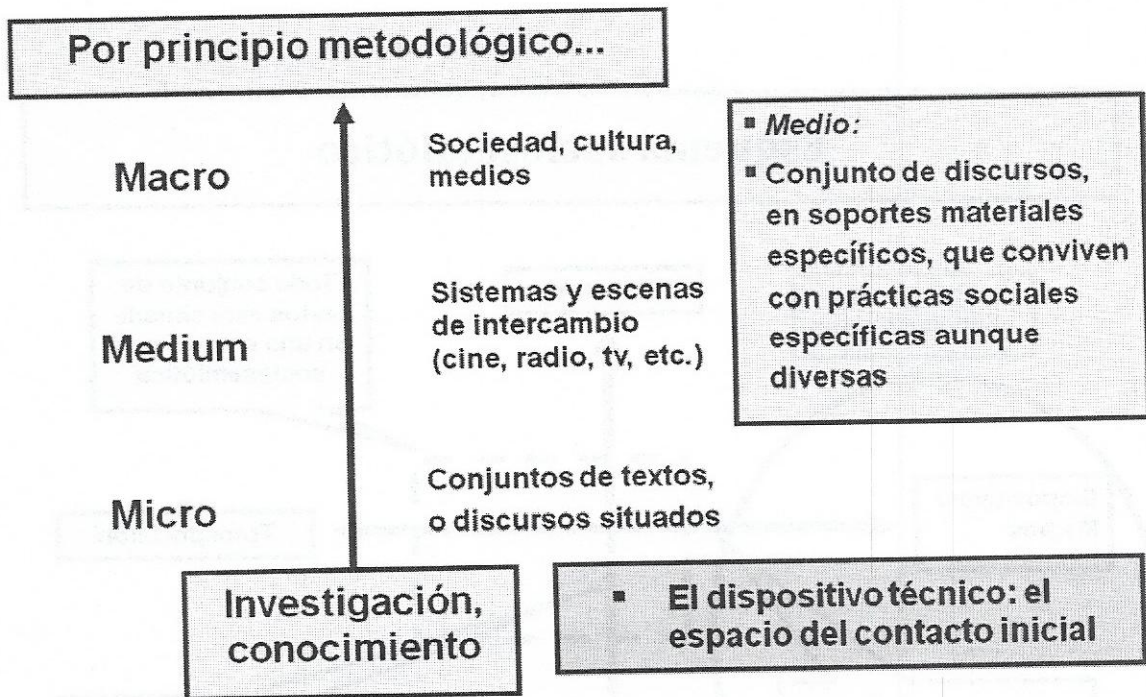 Por principio metodológico...
Macro
Sociedad, cultura,
medios
▪ Medio:
▪ Conjunto de discursos,
en soportes materiales
específicos, que conviven
con prácticas sociales
específicas aunque
diversas
Medium
Sistemas y escenas
de intercambio
(cine, radio, tv, etc.)
Micro
Conjuntos de textos,
o discursos situados
Investigación,
conocimiento
▪ El dispositivo técnico: el
espacio del contacto inicial